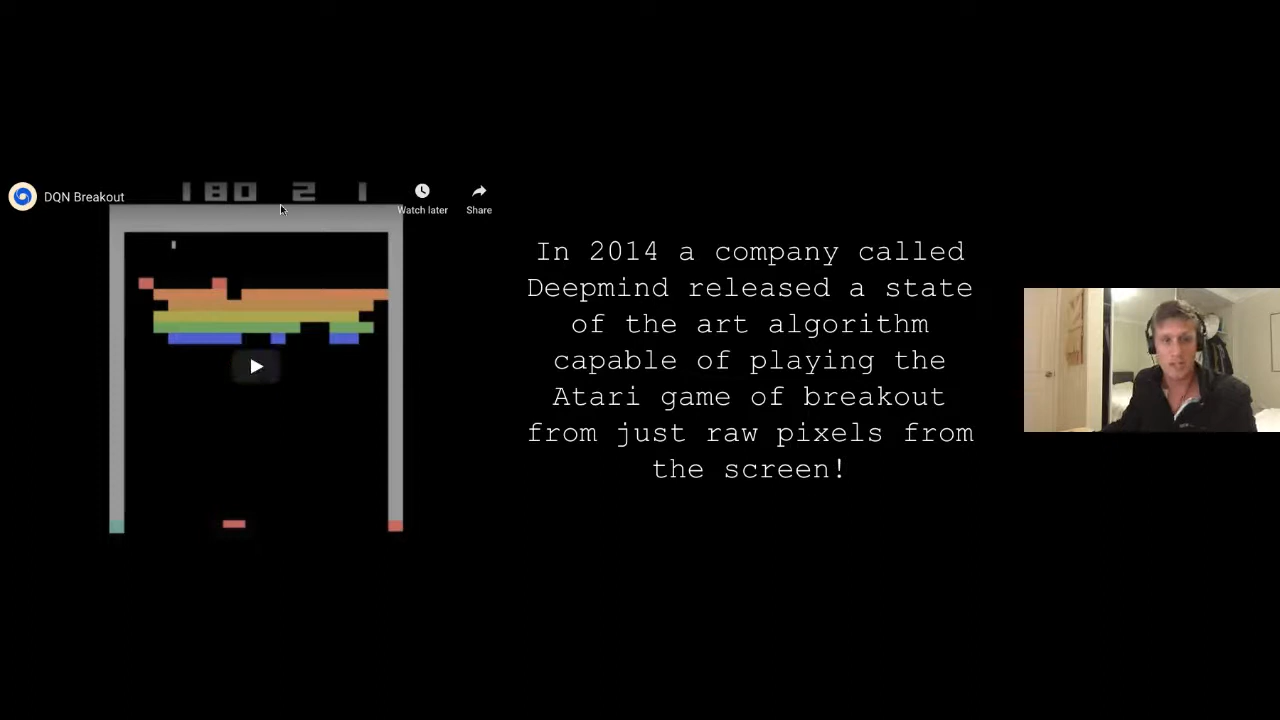 DQN Breakout
180 2 1
Watch later
Share
In 2014 a company called
Deepmind released a state
of the art algorithm
capable of playing the
Atari game of breakout
from just raw pixels from
the screen!